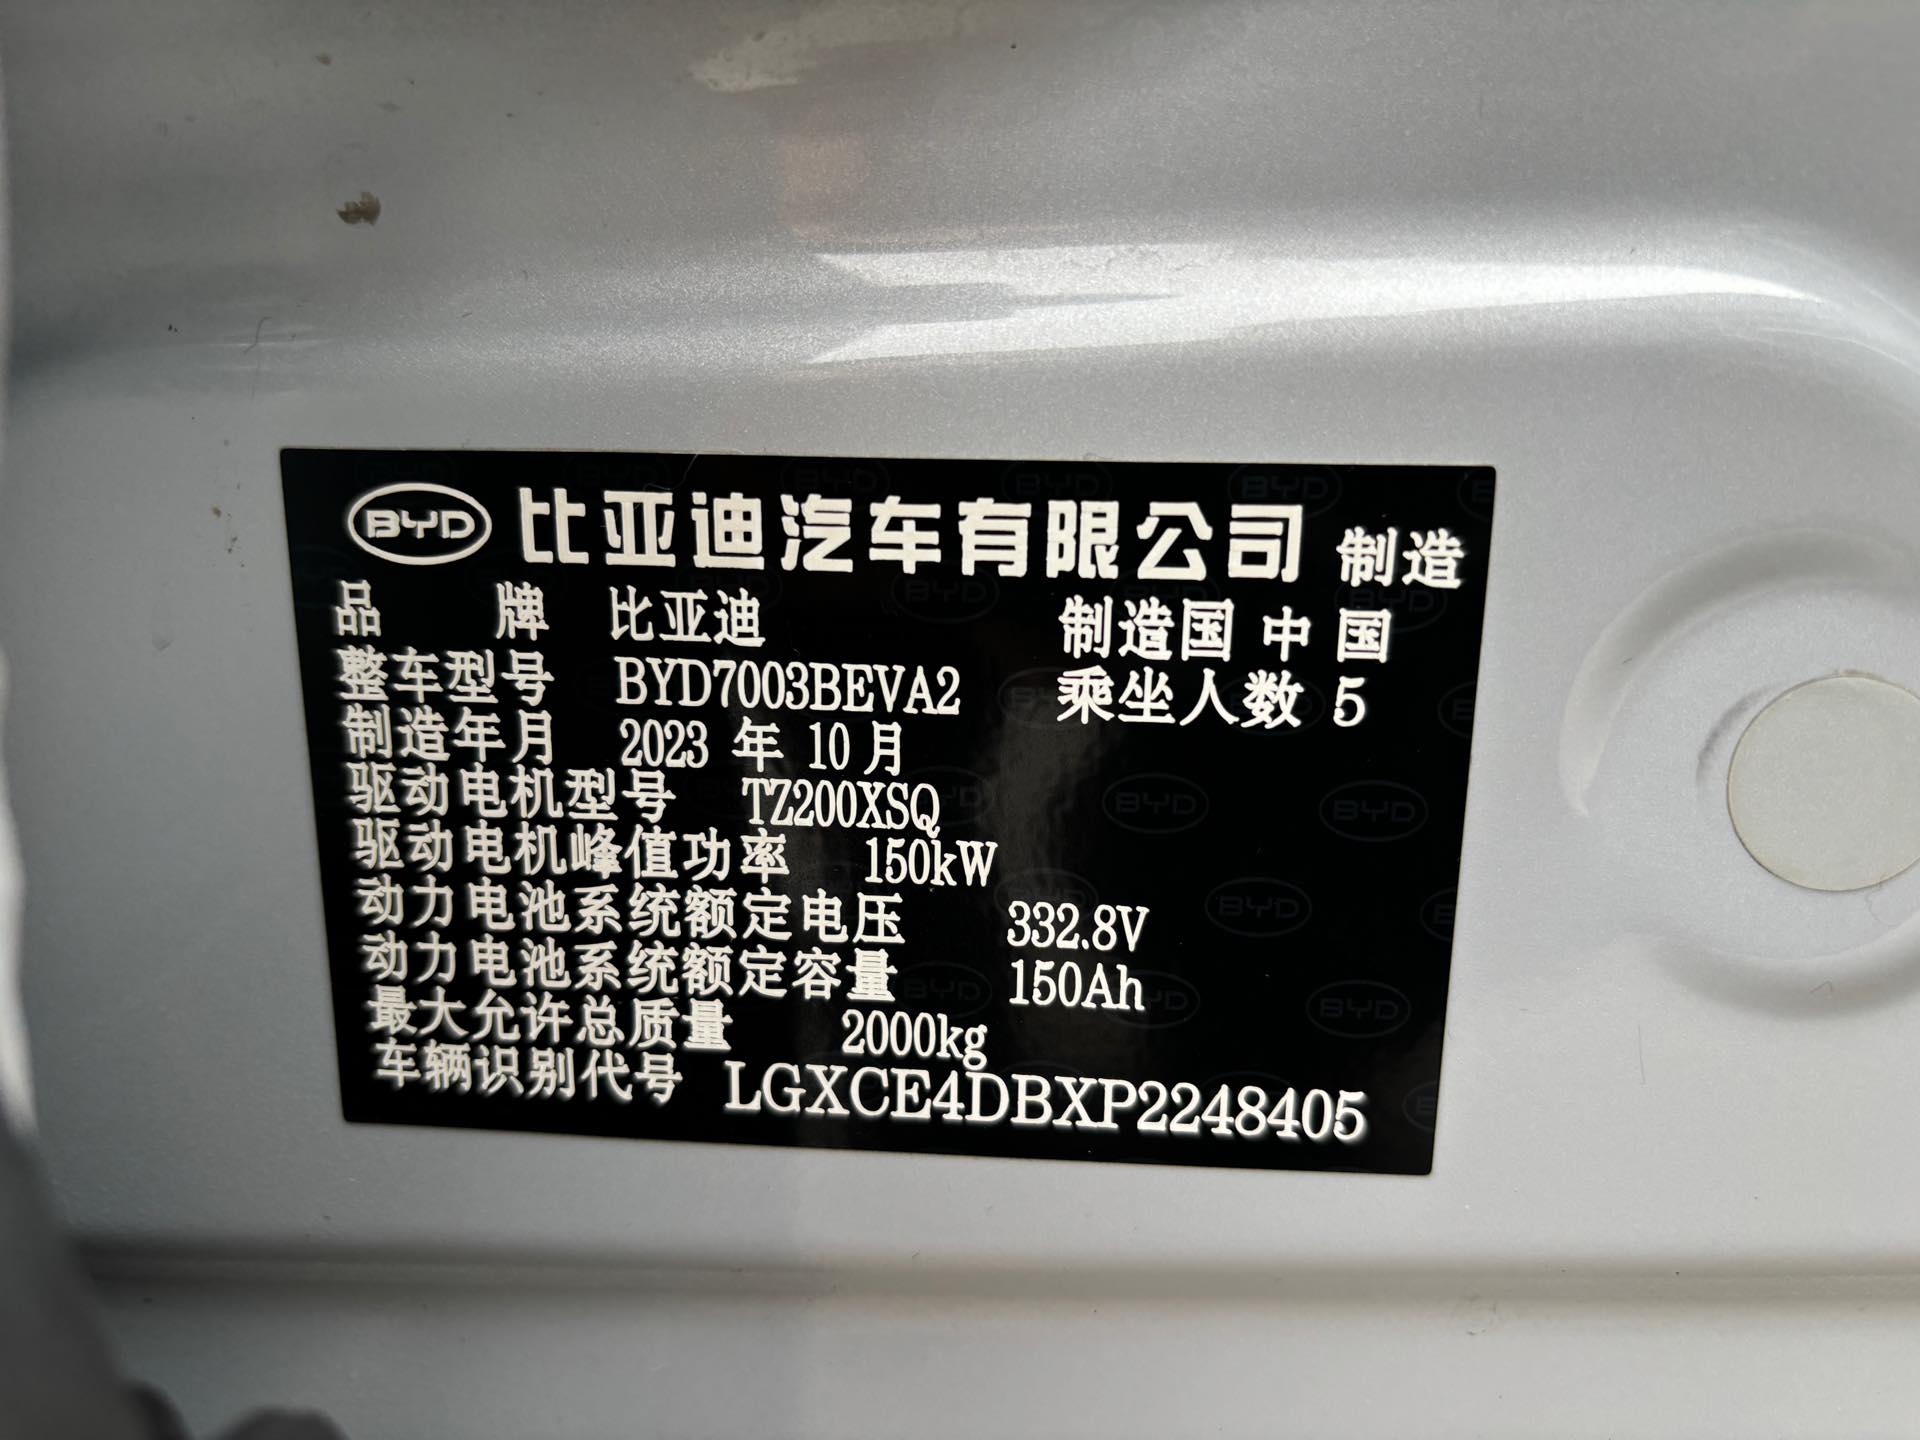 BYD 比亚迪汽车有限公司 制造
品 牌 比亚迪 制造国 中 国
整车型号 BYD7003BEVA2 乘坐人数 5
制造年月 2023 年 10 月
驱动电机型号 TZ200XSQ
驱动电机峰值功率 150kW
动力电池系统额定电压 332.8V
动力电池系统额定容量 150Ah
最大允许总质量 2000kg
车辆识别代号 LGXCE4DBXP2248405